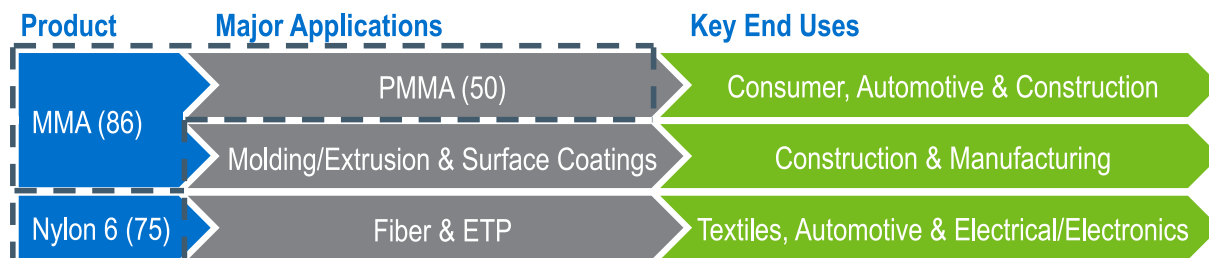 Product Major Applications Key End Uses
MMA (86) PMMA (50) Consumer, Automotive & Construction
Molding/Extrusion & Surface Coatings Construction & Manufacturing
Nylon 6 (75) Fiber & ETP Textiles, Automotive & Electrical/Electronics